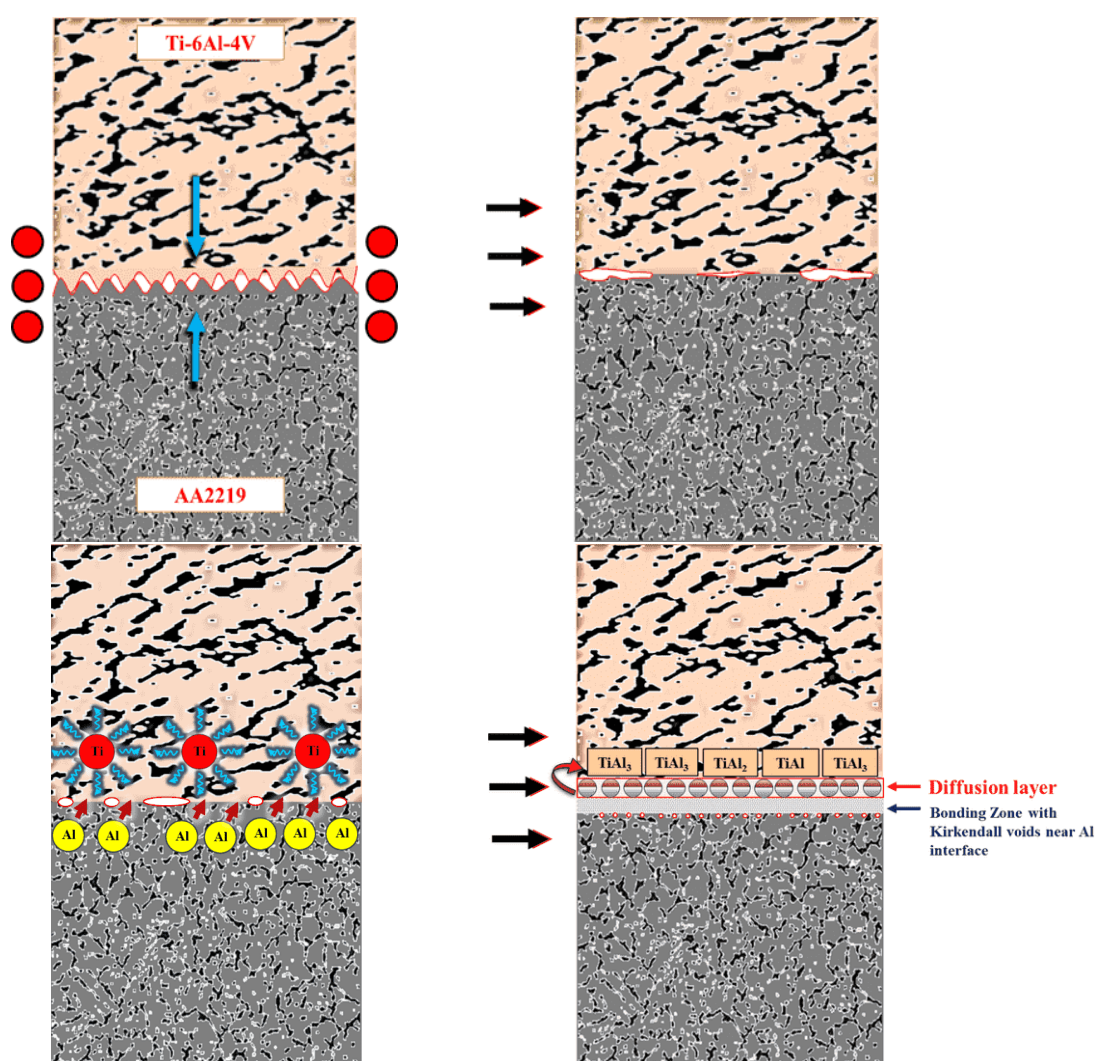 Ti-6Al-4V
AA2219
Ti Ti Ti
Al Al Al Al Al Al Al
TiAl₃ TiAl₃ TiAl₂ TiAl TiAl₃
Diffusion layer
Bonding Zone with
Kirkendall voids near Al
interface